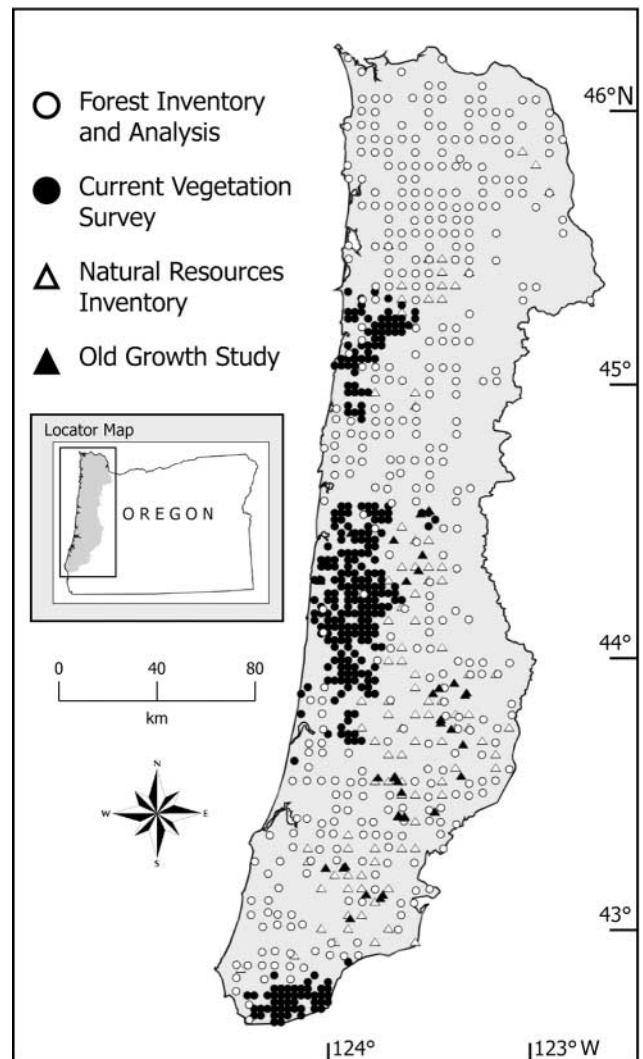 Forest Inventory
and Analysis
Current Vegetation
Survey
Natural Resources
Inventory
Old Growth Study
Locator Map
OREGON
0 40 80
km
N
W E
S
46°N
45°
44°
43°
124° 123° W